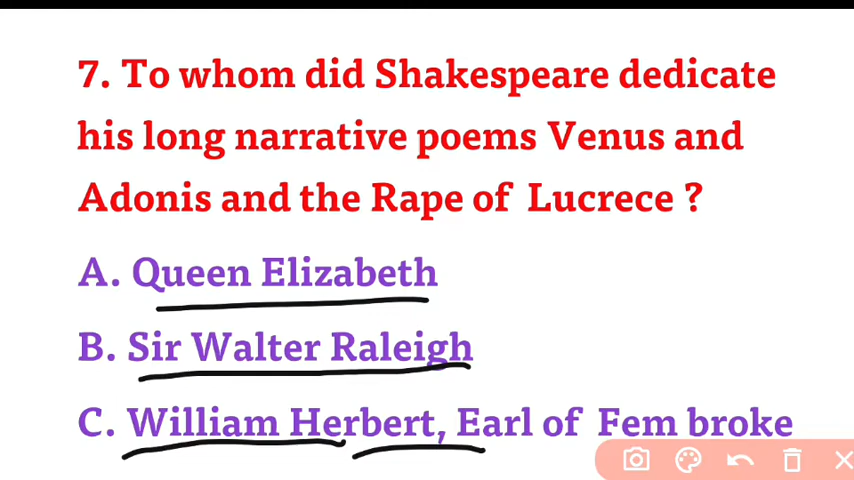 7. To whom did Shakespeare dedicate
his long narrative poems Venus and
Adonis and the Rape of Lucrece ?
A. Queen Elizabeth
B. Sir Walter Raleigh
C. William Herbert, Earl of Fem broke